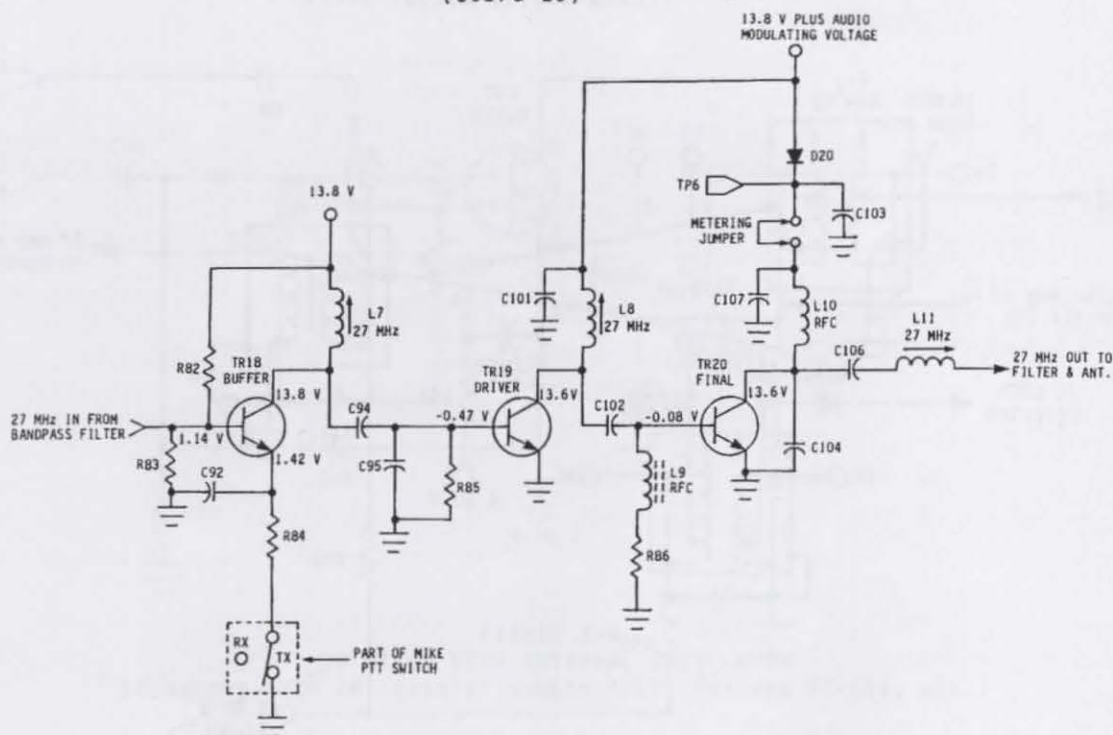 13.8 V PLUS AUDIO
MODULATING VOLTAGE
D20
TP6
C103
METERING
JUMPER
13.8 V
C101
L8
27 MHz
C107
L10
RFC
L11
27 MHz
L7
27 MHz
R82
TR18
BUFFER
13.8 V
TR19
DRIVER
13.6V
TR20
FINAL
13.6V
C106
27 MHz OUT TO
FILTER & ANT.
27 MHz IN FROM
BANDPASS FILTER
1.14 V
1.42 V
C94
-0.47 V
C102
-0.08 V
C104
R83
C92
C95
R85
L9
RFC
R84
R86
RX
TX
PART OF MIKE
PTT SWITCH